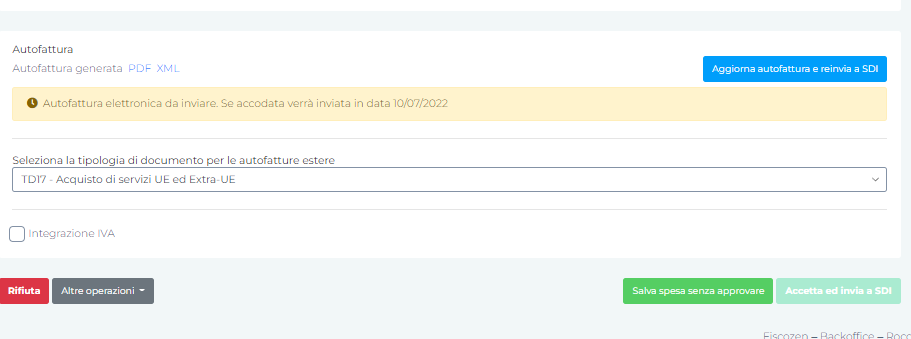 Autofattura
Autofattura generata PDF XML
Aggiorna autofattura e reinvia a SDI
Autofattura elettronica da inviare. Se accodata verrà inviata in data 10/07/2022
Seleziona la tipologia di documento per le autofatture estere
TD17 - Acquisto di servizi UE ed Extra-UE
Integrazione IVA
Rifiuta Altre operazioni Salva spesa senza approvare Accetta ed invia a SDI
Fiscozen – Backoffice –